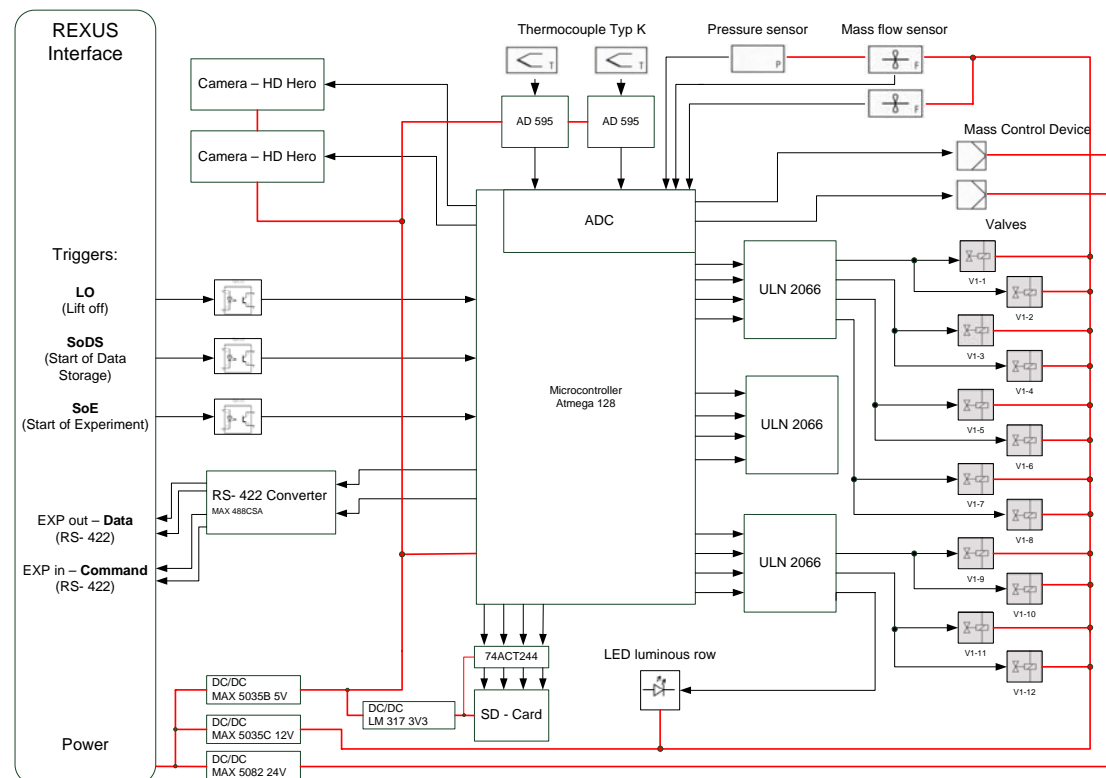 REXUS
Interface
Thermocouple Typ K
Pressure sensor
Mass flow sensor
T
T
P
F
F
Camera – HD Hero
AD 595
AD 595
Camera – HD Hero
Mass Control Device
ADC
Valves
Triggers:
LO
(Lift off)
SoDS
(Start of Data
Storage)
SoE
(Start of Experiment)
Microcontroller
Atmega 128
ULN 2066
ULN 2066
ULN 2066
V1-1
V1-2
V1-3
V1-4
V1-5
V1-6
V1-7
V1-8
V1-9
V1-10
V1-11
V1-12
RS- 422 Converter
MAX 488CSA
EXP out – Data
(RS- 422)
EXP in – Command
(RS- 422)
74ACT244
SD - Card
LED luminous row
DC/DC
MAX 5035B 5V
DC/DC
LM 317 3V3
DC/DC
MAX 5035C 12V
DC/DC
MAX 5082 24V
Power